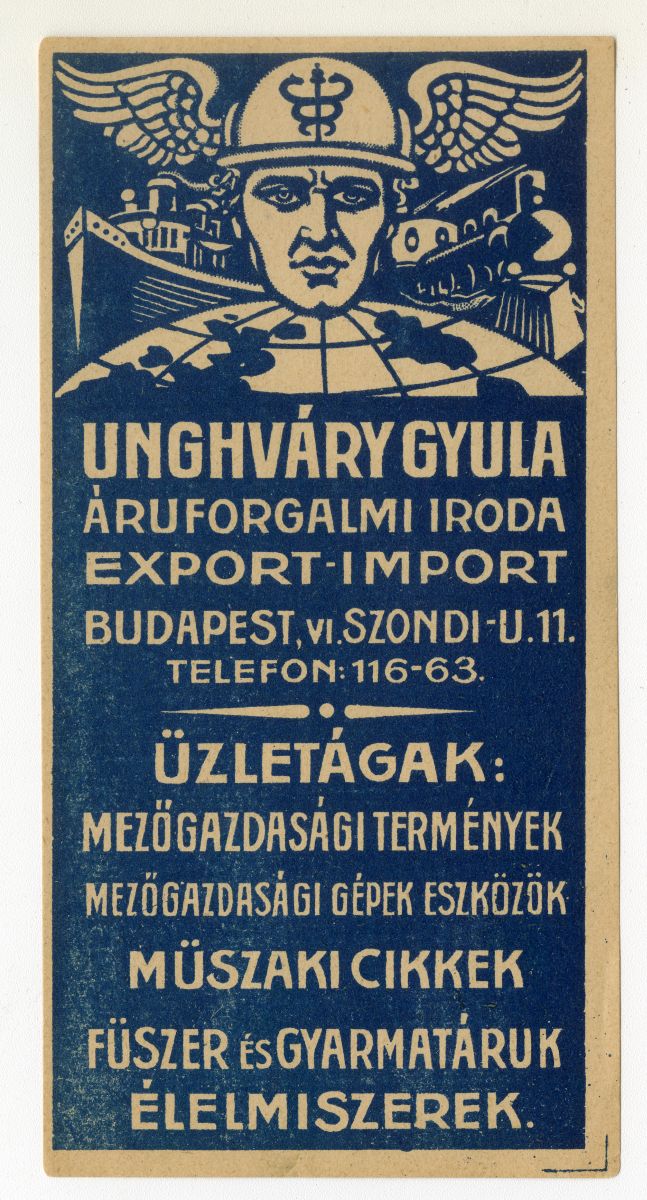 UNGHVÁRY GYULA
ÁRUFORGALMI IRODA
EXPORT-IMPORT
BUDAPEST, VI. SZONDI-U. 11.
TELEFON: 116-63.
ÜZLETÁGAK:
MEZŐGAZDASÁGI TERMÉNYEK
MEZŐGAZDASÁGI GÉPEK ESZKÖZÖK
MŰSZAKI CIKKEK
FÜSZER ÉS GYARMATÁRUK
ÉLELMISZEREK.